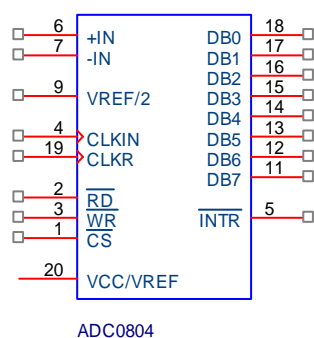 6 +IN DB0 18
7 -IN DB1 17
DB2 16
9 VREF/2 DB3 15
DB4 14
4 CLKIN DB5 13
19 CLKR DB6 12
DB7 11
2 RD
3 WR INTR 5
1 CS
20 VCC/VREF
ADC0804